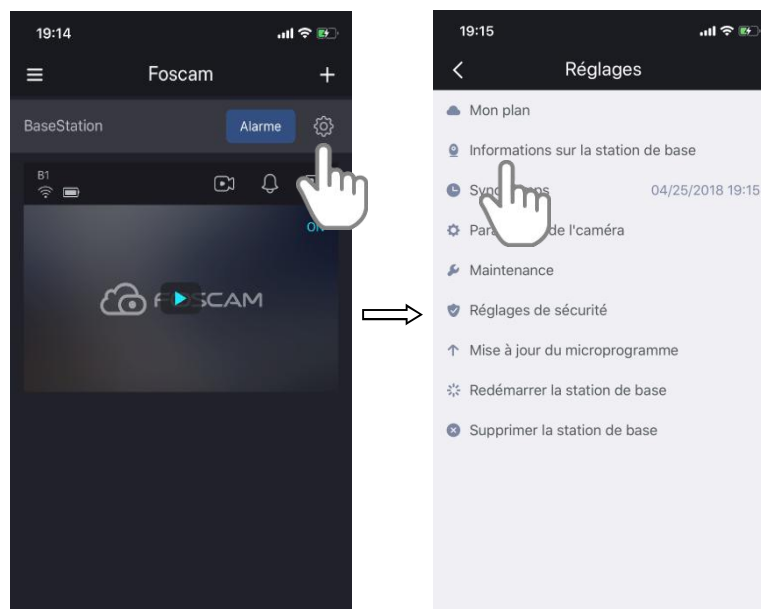 19:14
Foscam
BaseStation
Alarme
B1
FOSCAM
19:15
Réglages
Mon plan
Informations sur la station de base
04/25/2018 19:15
de l'caméra
Maintenance
Réglages de sécurité
Mise à jour du microprogramme
Redémarrer la station de base
Supprimer la station de base